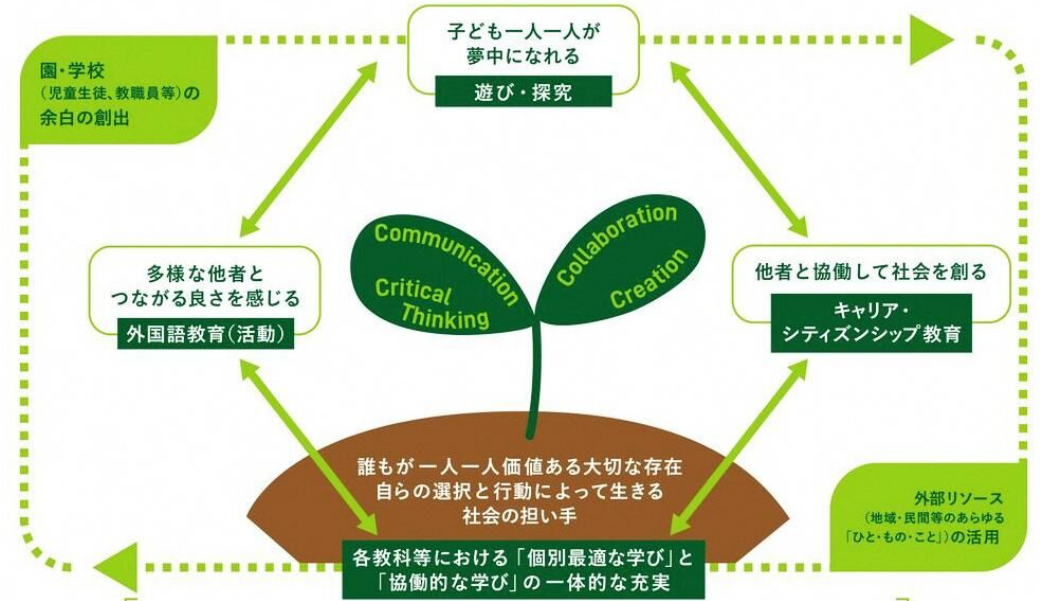 子ども一人一人が
夢中になれる
遊び・探究
園・学校
(児童生徒、教職員等)の
余白の創出
Communication
Critical
Thinking
Collaboration
Creation
多様な他者と
つながる良さを感じる
外国語教育(活動)
他者と協働して社会を創る
キャリア・
シティズンシップ教育
誰もが一人一人価値ある大切な存在
自らの選択と行動によって生きる
社会の担い手
外部リソース
(地域・民間等のあらゆる
「ひと・もの・こと」)の活用
各教科等における「個別最適な学び」と
「協働的な学び」の一体的な充実